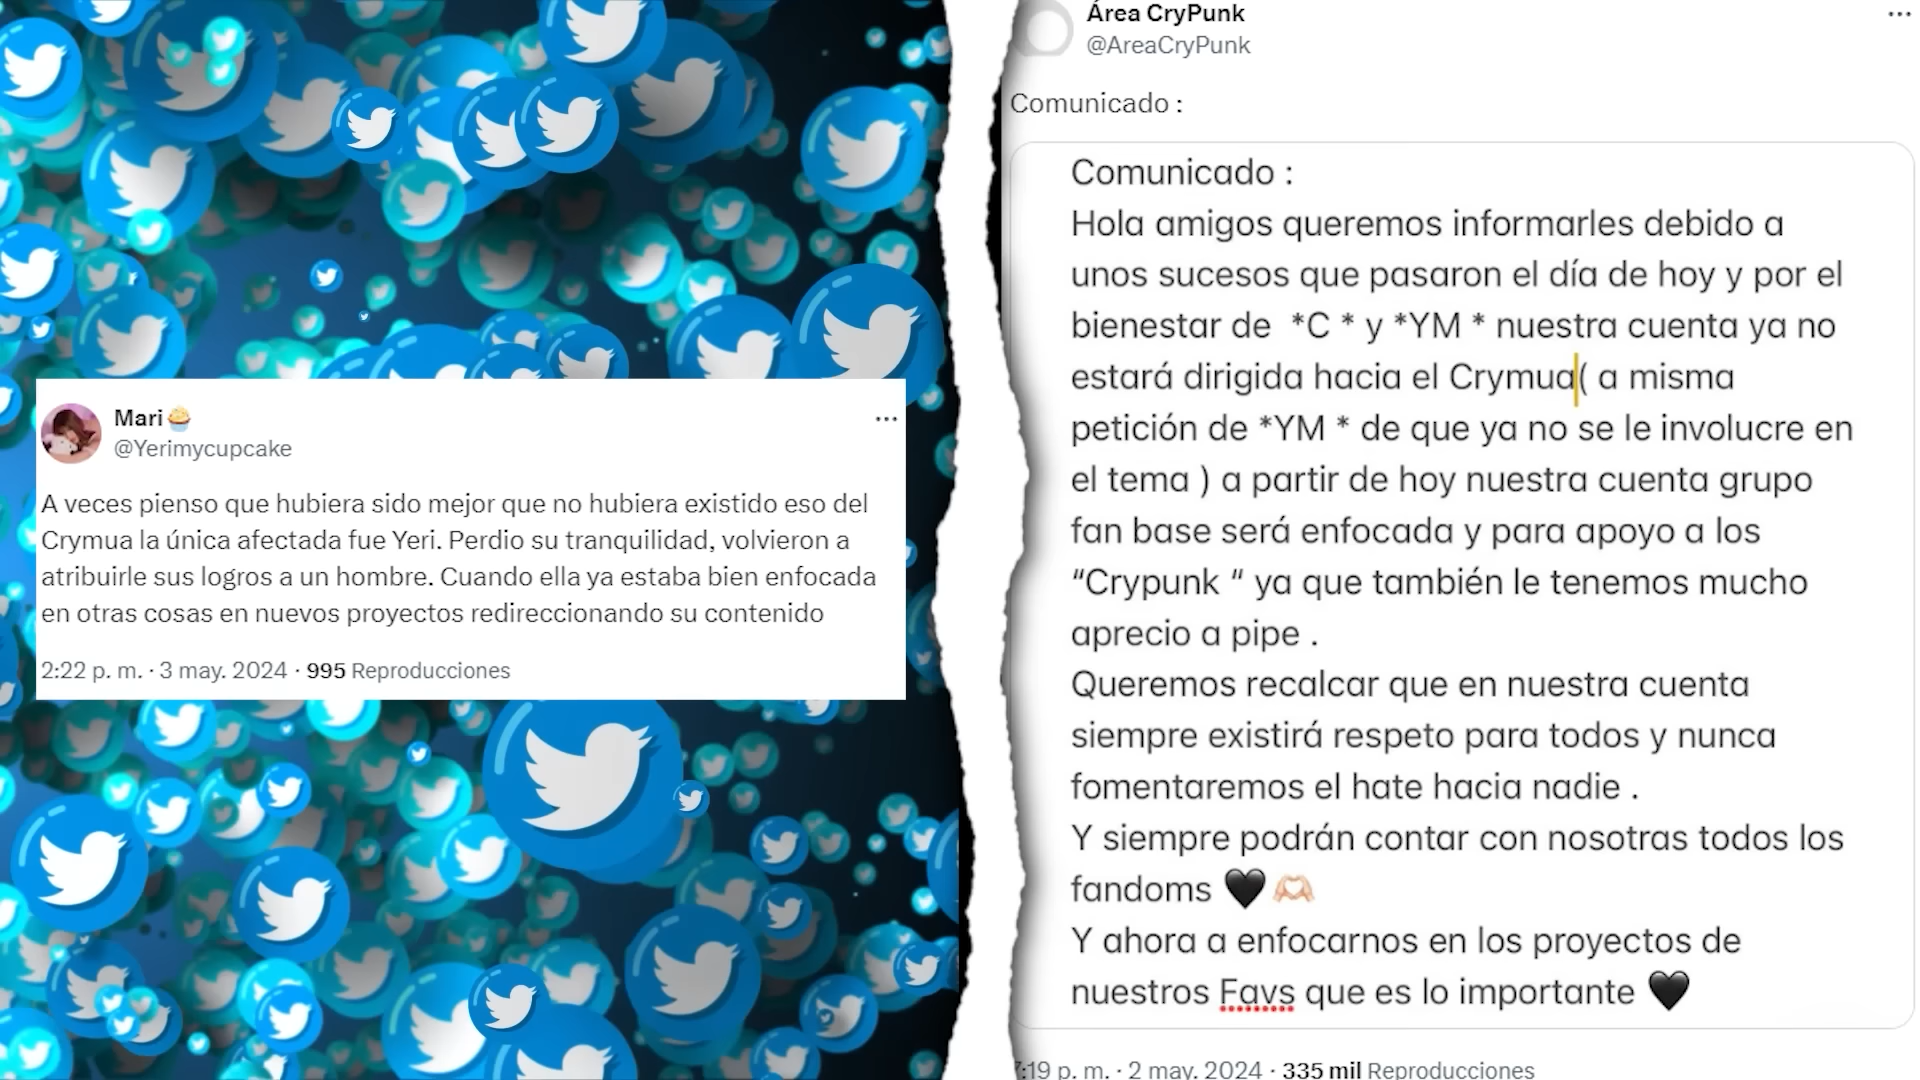 Mari
@Yerimycupcake
A veces pienso que hubiera sido mejor que no hubiera existido eso del
Crymua la única afectada fue Yeri. Perdio su tranquilidad, volvieron a
atribuirle sus logros a un hombre. Cuando ella ya estaba bien enfocada
en otras cosas en nuevos proyectos redireccionando su contenido
2:22 p. m. · 3 may. 2024 · 995 Reproducciones
Área CryPunk
@AreaCryPunk
Comunicado :
Comunicado :
Hola amigos queremos informarles debido a
unos sucesos que pasaron el día de hoy y por el
bienestar de *C * y *YM * nuestra cuenta ya no
estará dirigida hacia el Crymua( a misma
petición de *YM * de que ya no se le involucre en
el tema ) a partir de hoy nuestra cuenta grupo
fan base será enfocada y para apoyo a los
“Crypunk “ ya que también le tenemos mucho
aprecio a pipe .
Queremos recalcar que en nuestra cuenta
siempre existirá respeto para todos y nunca
fomentaremos el hate hacia nadie .
Y siempre podrán contar con nosotras todos los
fandoms 🖤🫶🏻
Y ahora a enfocarnos en los proyectos de
nuestros Favs que es lo importante 🖤
7:19 p. m. · 2 may. 2024 · 335 mil Reproducciones